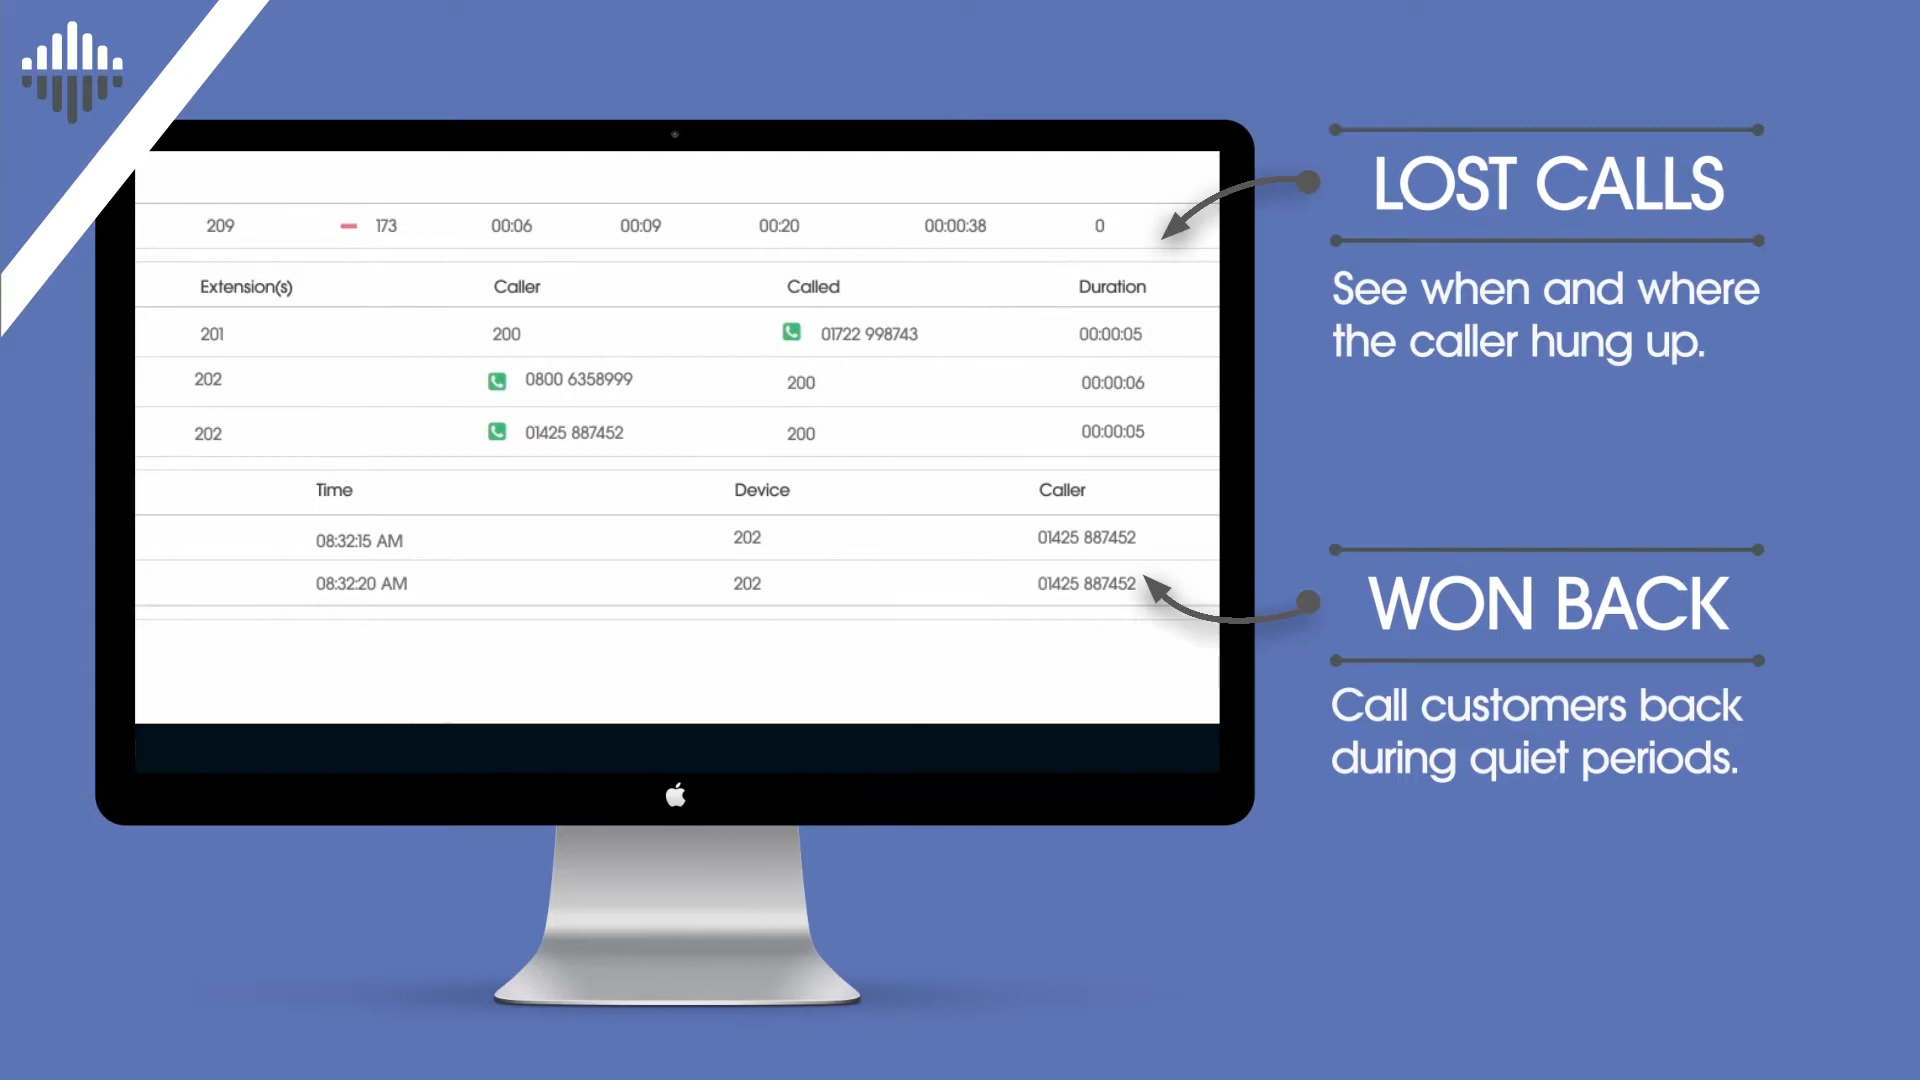 209 173 00:06 00:09 00:20 00:00:38 0
Extension(s) Caller Called Duration
201 200 01722 998743 00:00:05
202 0800 6358999 200 00:00:06
202 01425 887452 200 00:00:05
Time Device Caller
08:32:15 AM 202 01425 887452
08:32:20 AM 202 01425 887452
LOST CALLS
See when and where
the caller hung up.
WON BACK
Call customers back
during quiet periods.